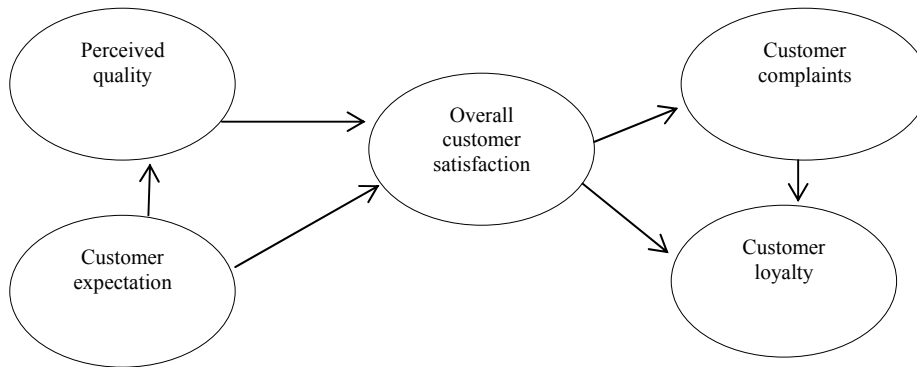 Perceived
quality
Customer
complaints
Overall
customer
satisfaction
Customer
expectation
Customer
loyalty